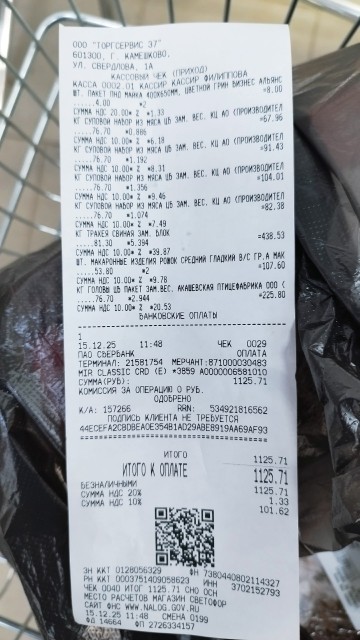 ООО "ТОРГСЕРВИС 37"
601300, Г. КАМЕШКОВО,
УЛ. СВЕРДЛОВА, 1А
КАССОВЫЙ ЧЕК (ПРИХОД)
КАССА 0002.01 КАССИР КАССИР ФИЛИППОВА
ШТ. ПАКЕТ ПНД МАЙКА 400Х650ММ. ЦВЕТНОЙ ГРИН БИЗНЕС АЛЬЯНС
.....4.00 *2 =8.00
СУММА НДС 20.00% Σ *1.33
КГ СУПОВОЙ НАБОР ИЗ МЯСА ЦБ ЗАМ. ВЕС. КЦ АО (ПРОИЗВОДИТЕЛ
.....76.70 *0.886 =67.96
СУММА НДС 10.00% Σ *6.18
КГ СУПОВОЙ НАБОР ИЗ МЯСА ЦБ ЗАМ. ВЕС. КЦ АО (ПРОИЗВОДИТЕЛ
.....76.70 *1.192 =91.43
СУММА НДС 10.00% Σ *8.31
КГ СУПОВОЙ НАБОР ИЗ МЯСА ЦБ ЗАМ. ВЕС. КЦ АО (ПРОИЗВОДИТЕЛ
.....76.70 *1.356 =104.01
СУММА НДС 10.00% Σ *9.46
КГ СУПОВОЙ НАБОР ИЗ МЯСА ЦБ ЗАМ. ВЕС. КЦ АО (ПРОИЗВОДИТЕЛ
.....76.70 *1.074 =82.38
СУММА НДС 10.00% Σ *7.49
КГ ТРАХЕЯ СВИНАЯ ЗАМ. БЛОК
.....81.30 *5.394 =438.53
СУММА НДС 10.00% Σ *39.87
ШТ. МАКАРОННЫЕ ИЗДЕЛИЯ РОЖОК СРЕДНИЙ ГЛАДКИЙ В/С ГР.А МАК
.....53.80 *2 =107.60
СУММА НДС 10.00% Σ *9.78
КГ ГОЛОВЫ ЦБ ПАКЕТ ЗАМ.ВЕС. АКАШЕВСКАЯ ПТИЦЕФАБРИКА ООО (
.....76.70 *2.944 =225.80
СУММА НДС 10.00% Σ *20.53
БАНКОВСКИЕ ОПЛАТЫ
1
15.12.25 11:48 ЧЕК 0029
ПАО СБЕРБАНК ОПЛАТА
ТЕРМИНАЛ: 21581754 МЕРЧАНТ:871000030483
MIR CLASSIC CRD (E) *3859 A0000006581010
СУММА(РУБ): 1125.71
КОМИССИЯ ЗА ОПЕРАЦИЮ 0 РУБ.
ОДОБРЕНО
К/А: 157266 RRN: 534921816562
ПОДПИСЬ КЛИЕНТА НЕ ТРЕБУЕТСЯ
44ECEFA2CBDBEA0E354B1AD29ABE8919AA69AF93
ИТОГО 1125.71
ИТОГО К ОПЛАТЕ 1125.71
БЕЗНАЛИЧНЫМИ 1125.71
СУММА НДС 20% 1.33
СУММА НДС 10% 101.62
ЗН ККТ 0128056329 ФН 7380440802114327
РН ККТ 0003751409058623 ИНН 3702152793
ЧЕК 0040 ИТОГ 1125.71 СНО ОСН
МЕСТО РАСЧЕТОВ МАГАЗИН СВЕТОФОР
САЙТ ФНС WWW.NALOG.GOV.RU
15.12.25 11:48 СМЕНА 0199
ФД 14664 ФП 2726334157